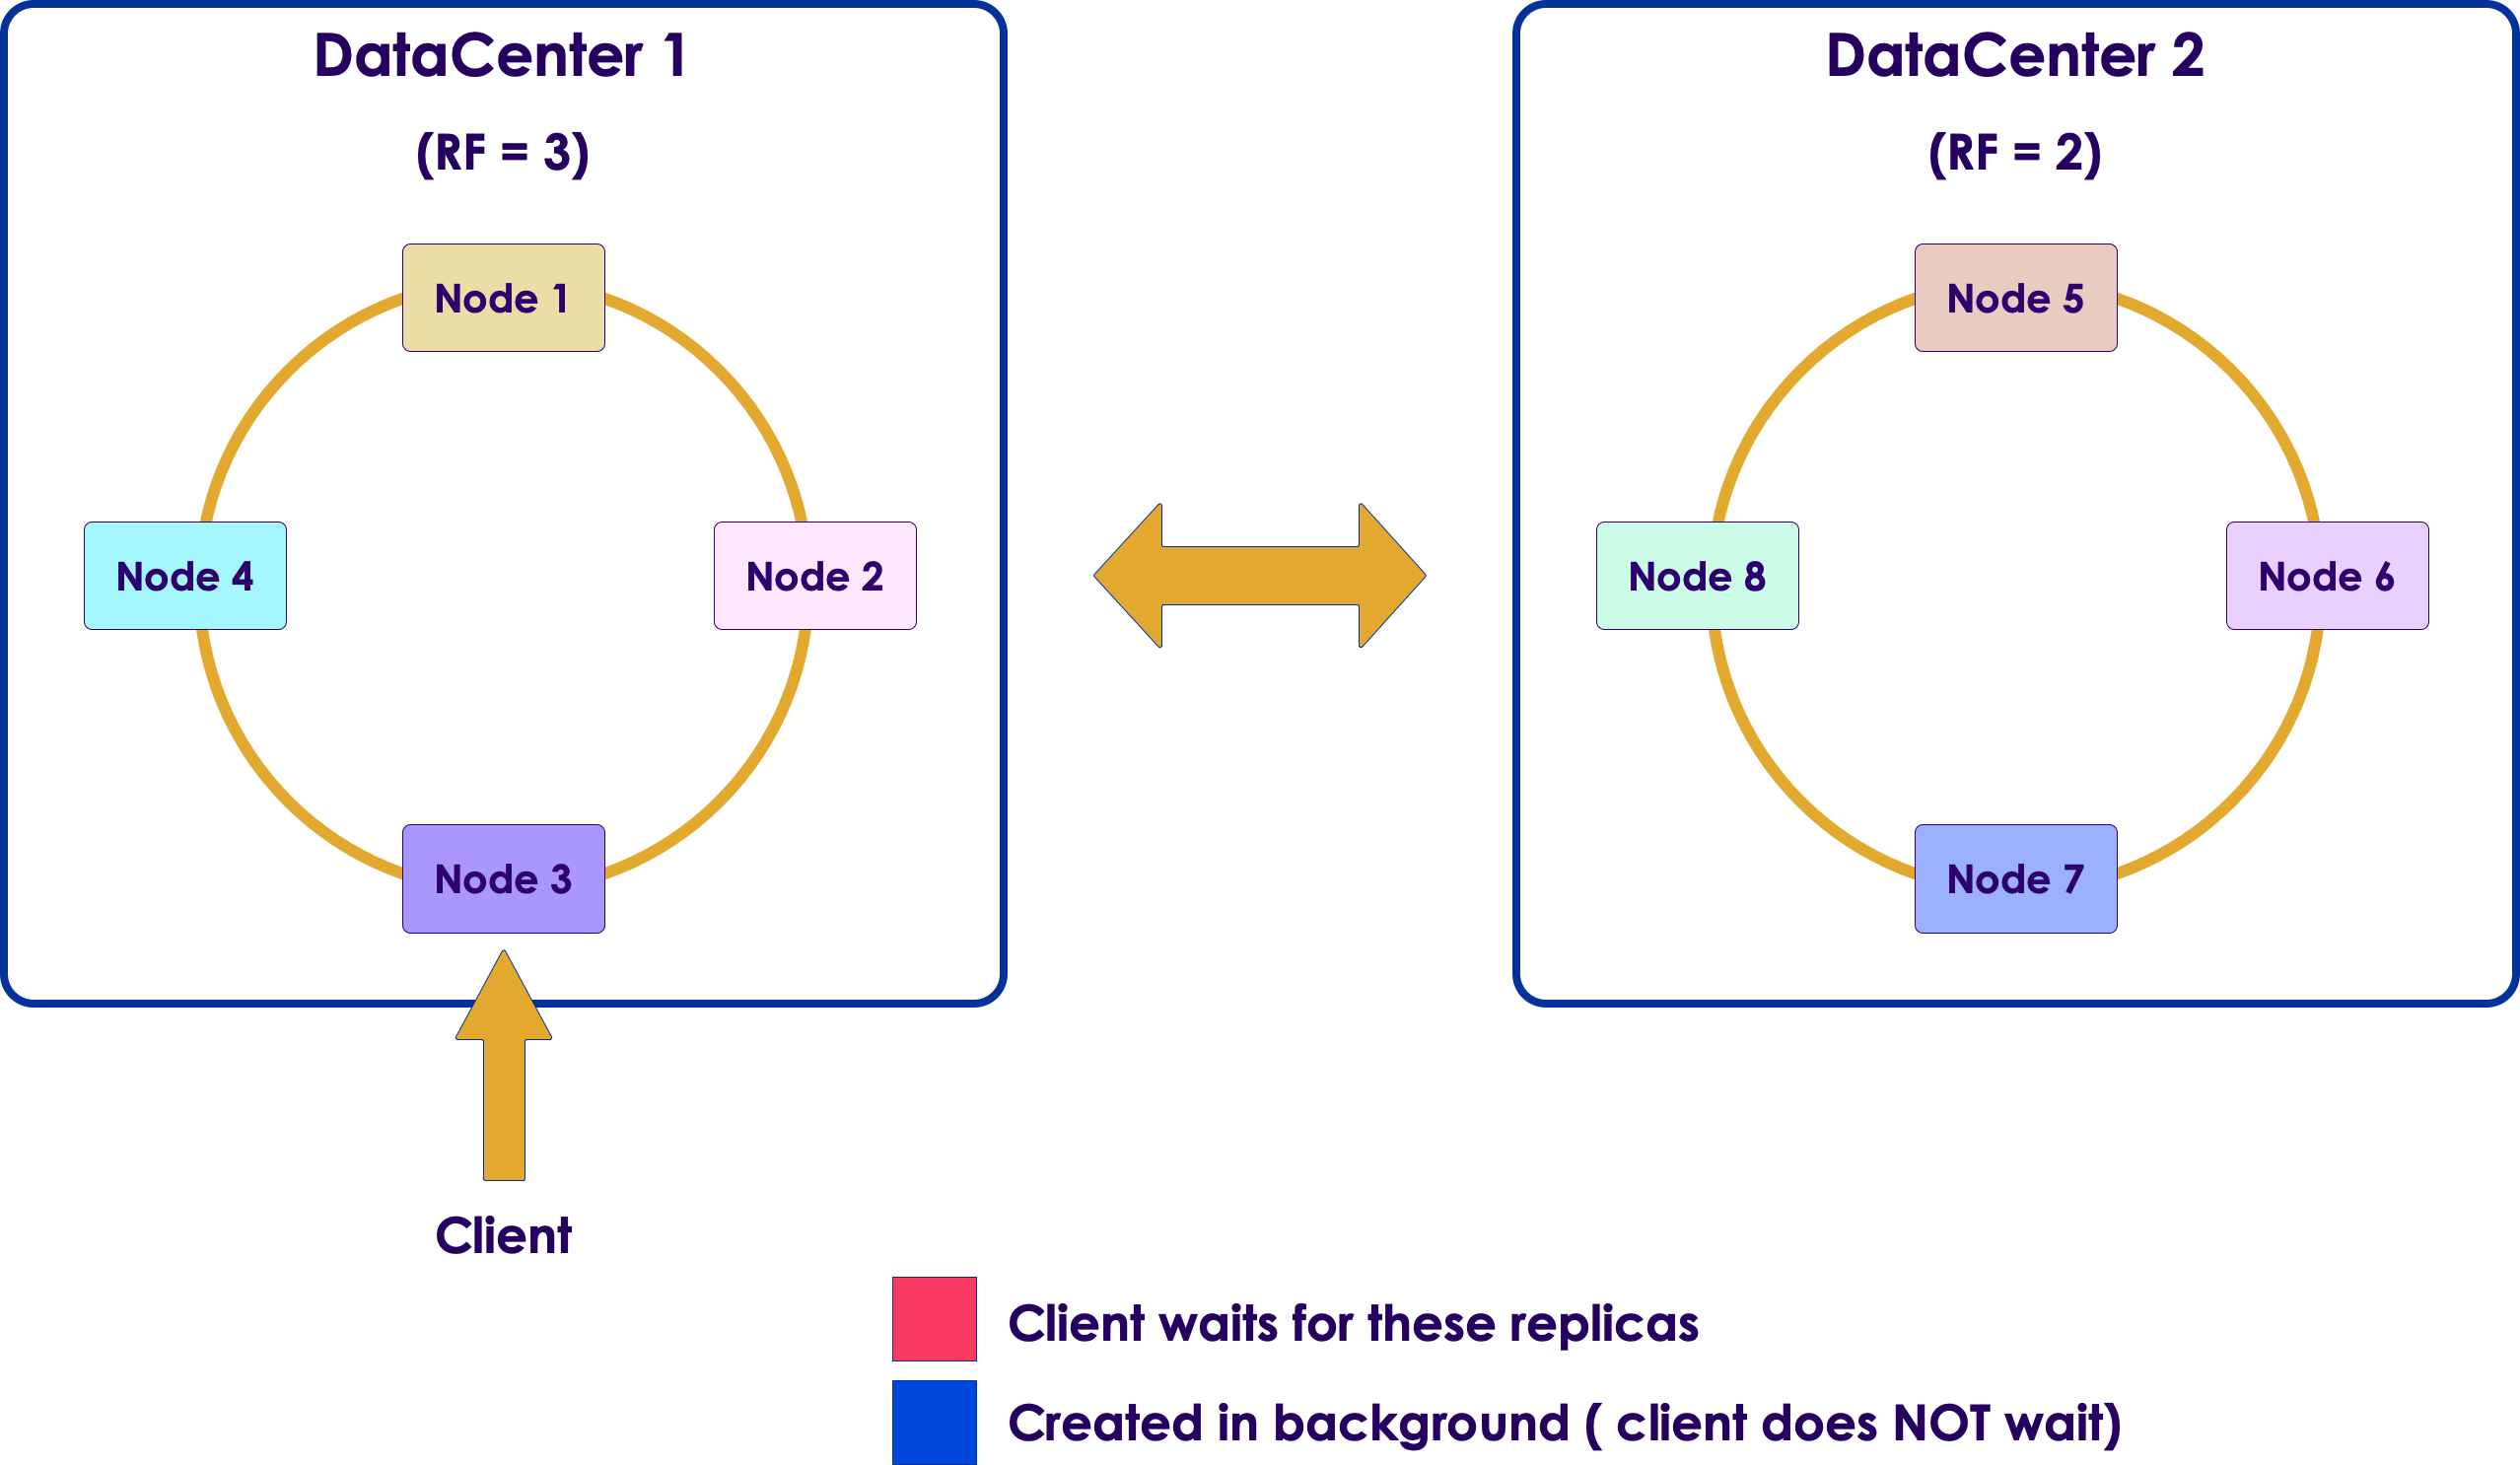 DataCenter 1
(RF = 3)
Node 1
Node 4
Node 2
Node 3
DataCenter 2
(RF = 2)
Node 5
Node 8
Node 6
Node 7
Client
Client waits for these replicas
Created in background ( client does NOT wait)